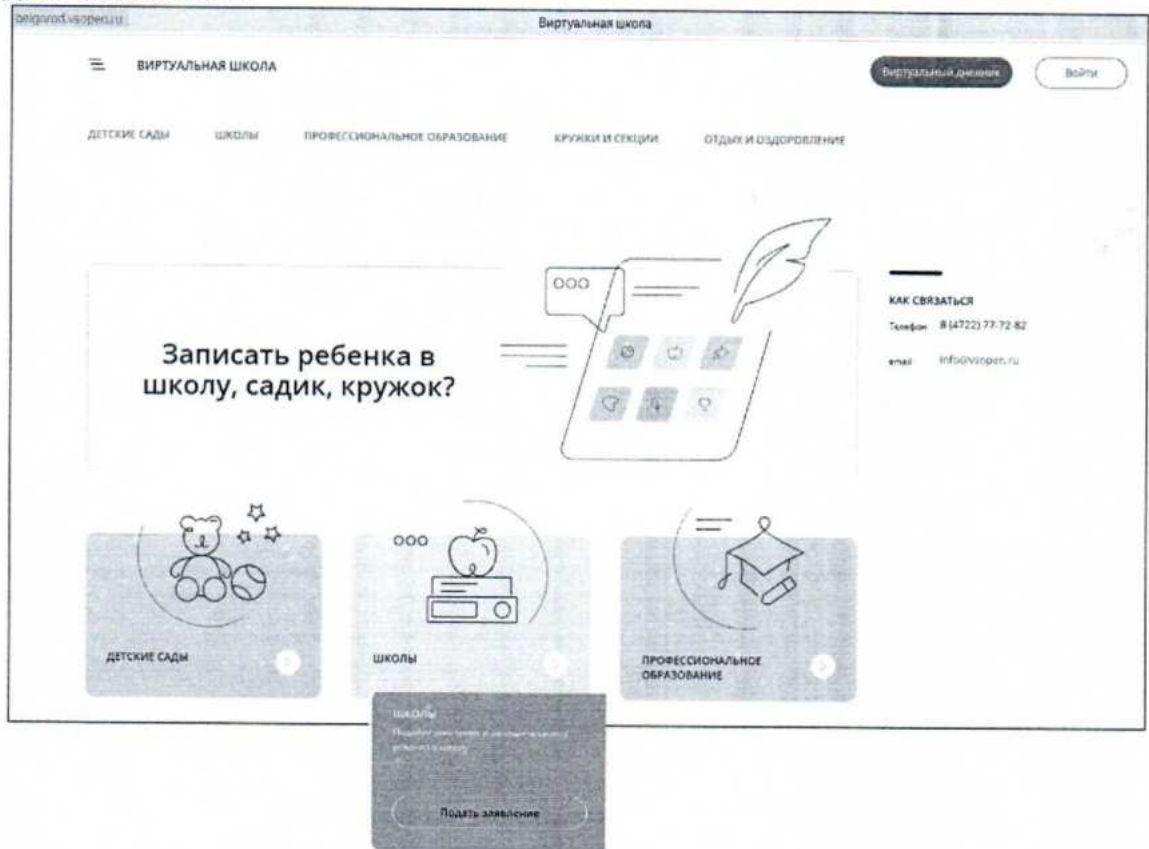 belgorod.vsopen.ru
Виртуальная школа
ВИРТУАЛЬНАЯ ШКОЛА
Виртуальный дневник
Войти
ДЕТСКИЕ САДЫ
ШКОЛЫ
ПРОФЕССИОНАЛЬНОЕ ОБРАЗОВАНИЕ
КРУЖКИ И СЕКЦИИ
ОТДЫХ И ОЗДОРОВЛЕНИЕ
Записать ребенка в
школу, садик, кружок?
КАК СВЯЗАТЬСЯ
Телефон 8 (4722) 77-72-82
email info@vsopen.ru
ДЕТСКИЕ САДЫ
ШКОЛЫ
ПРОФЕССИОНАЛЬНОЕ
ОБРАЗОВАНИЕ
ШКОЛЫ
ребенка в школу
Подать заявление